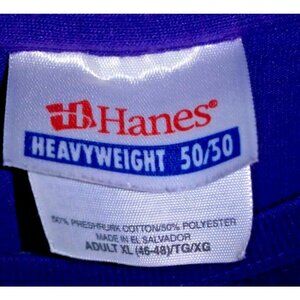 Hanes®
HEAVYWEIGHT 50/50
50% PRESHRUNK COTTON/50% POLYESTER
MADE IN EL SALVADOR
ADULT XL (46-48)/TG/XG